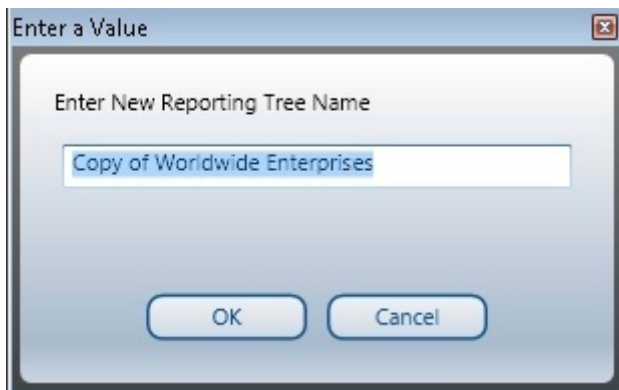 Enter a Value
Enter New Reporting Tree Name
Copy of Worldwide Enterprises
OK
Cancel